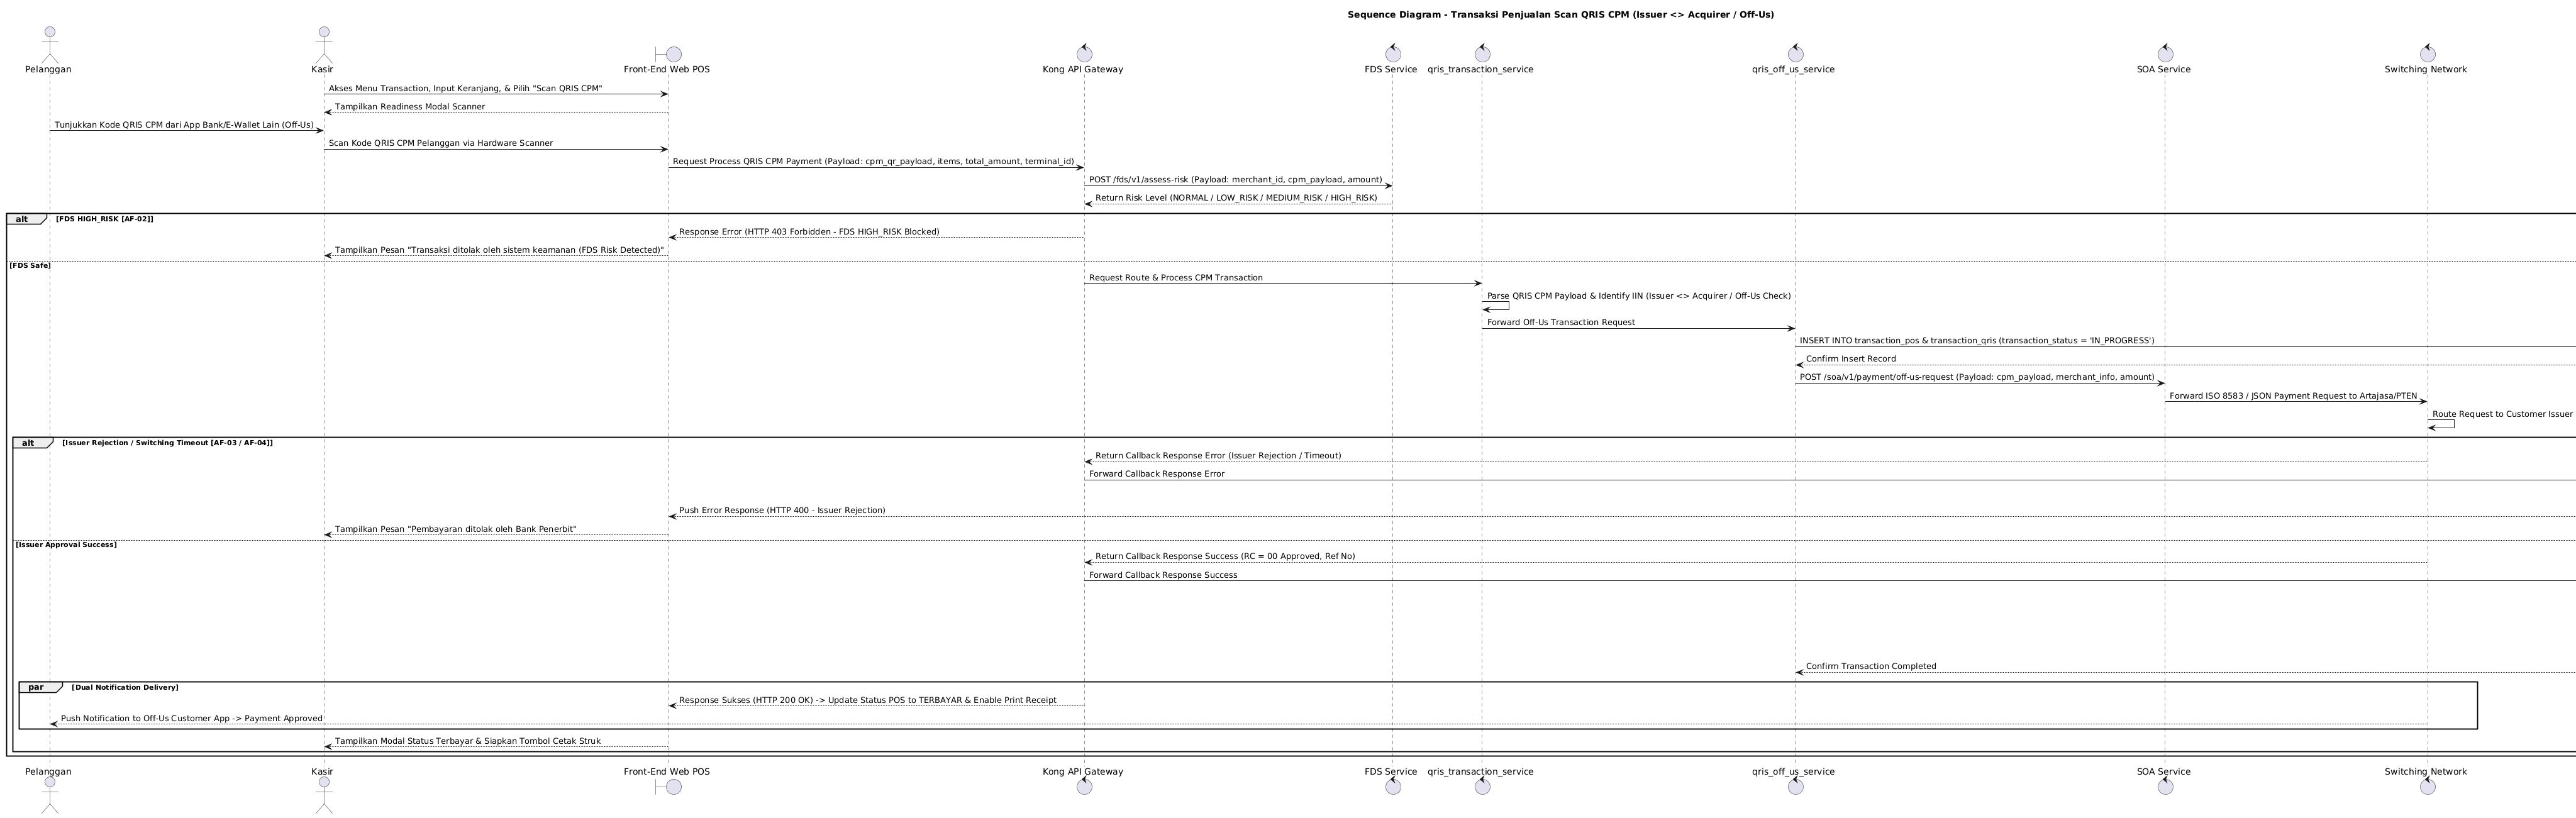 Sequence Diagram - Transaksi Penjualan Scan QRIS CPM (Issuer <> Acquirer / Off-Us)
Pelanggan
Kasir
Front-End Web POS
Kong API Gateway
FDS Service
qris_transaction_service
qris_off_us_service
SOA Service
Switching Network
Akses Menu Transaction, Input Keranjang, & Pilih "Scan QRIS CPM"
Tampilkan Readiness Modal Scanner
Tunjukkan Kode QRIS CPM dari App Bank/E-Wallet Lain (Off-Us)
Scan Kode QRIS CPM Pelanggan via Hardware Scanner
Request Process QRIS CPM Payment (Payload: cpm_qr_payload, items, total_amount, terminal_id)
POST /fds/v1/assess-risk (Payload: merchant_id, cpm_payload, amount)
Return Risk Level (NORMAL / LOW_RISK / MEDIUM_RISK / HIGH_RISK)
alt [FDS HIGH_RISK [AF-02]]
Response Error (HTTP 403 Forbidden - FDS HIGH_RISK Blocked)
Tampilkan Pesan "Transaksi ditolak oleh sistem keamanan (FDS Risk Detected)"
[FDS Safe]
Request Route & Process CPM Transaction
Parse QRIS CPM Payload & Identify IIN (Issuer <> Acquirer / Off-Us Check)
Forward Off-Us Transaction Request
INSERT INTO transaction_pos & transaction_qris (transaction_status = 'IN_PROGRESS')
Confirm Insert Record
POST /soa/v1/payment/off-us-request (Payload: cpm_payload, merchant_info, amount)
Forward ISO 8583 / JSON Payment Request to Artajasa/PTEN
Route Request to Customer Issuer
alt [Issuer Rejection / Switching Timeout [AF-03 / AF-04]]
Return Callback Response Error (Issuer Rejection / Timeout)
Forward Callback Response Error
Push Error Response (HTTP 400 - Issuer Rejection)
Tampilkan Pesan "Pembayaran ditolak oleh Bank Penerbit"
[Issuer Approval Success]
Return Callback Response Success (RC = 00 Approved, Ref No)
Forward Callback Response Success
Confirm Transaction Completed
par [Dual Notification Delivery]
Response Sukses (HTTP 200 OK) -> Update Status POS to TERBAYAR & Enable Print Receipt
Push Notification to Off-Us Customer App -> Payment Approved
Tampilkan Modal Status Terbayar & Siapkan Tombol Cetak Struk
Pelanggan
Kasir
Front-End Web POS
Kong API Gateway
FDS Service
qris_transaction_service
qris_off_us_service
SOA Service
Switching Network